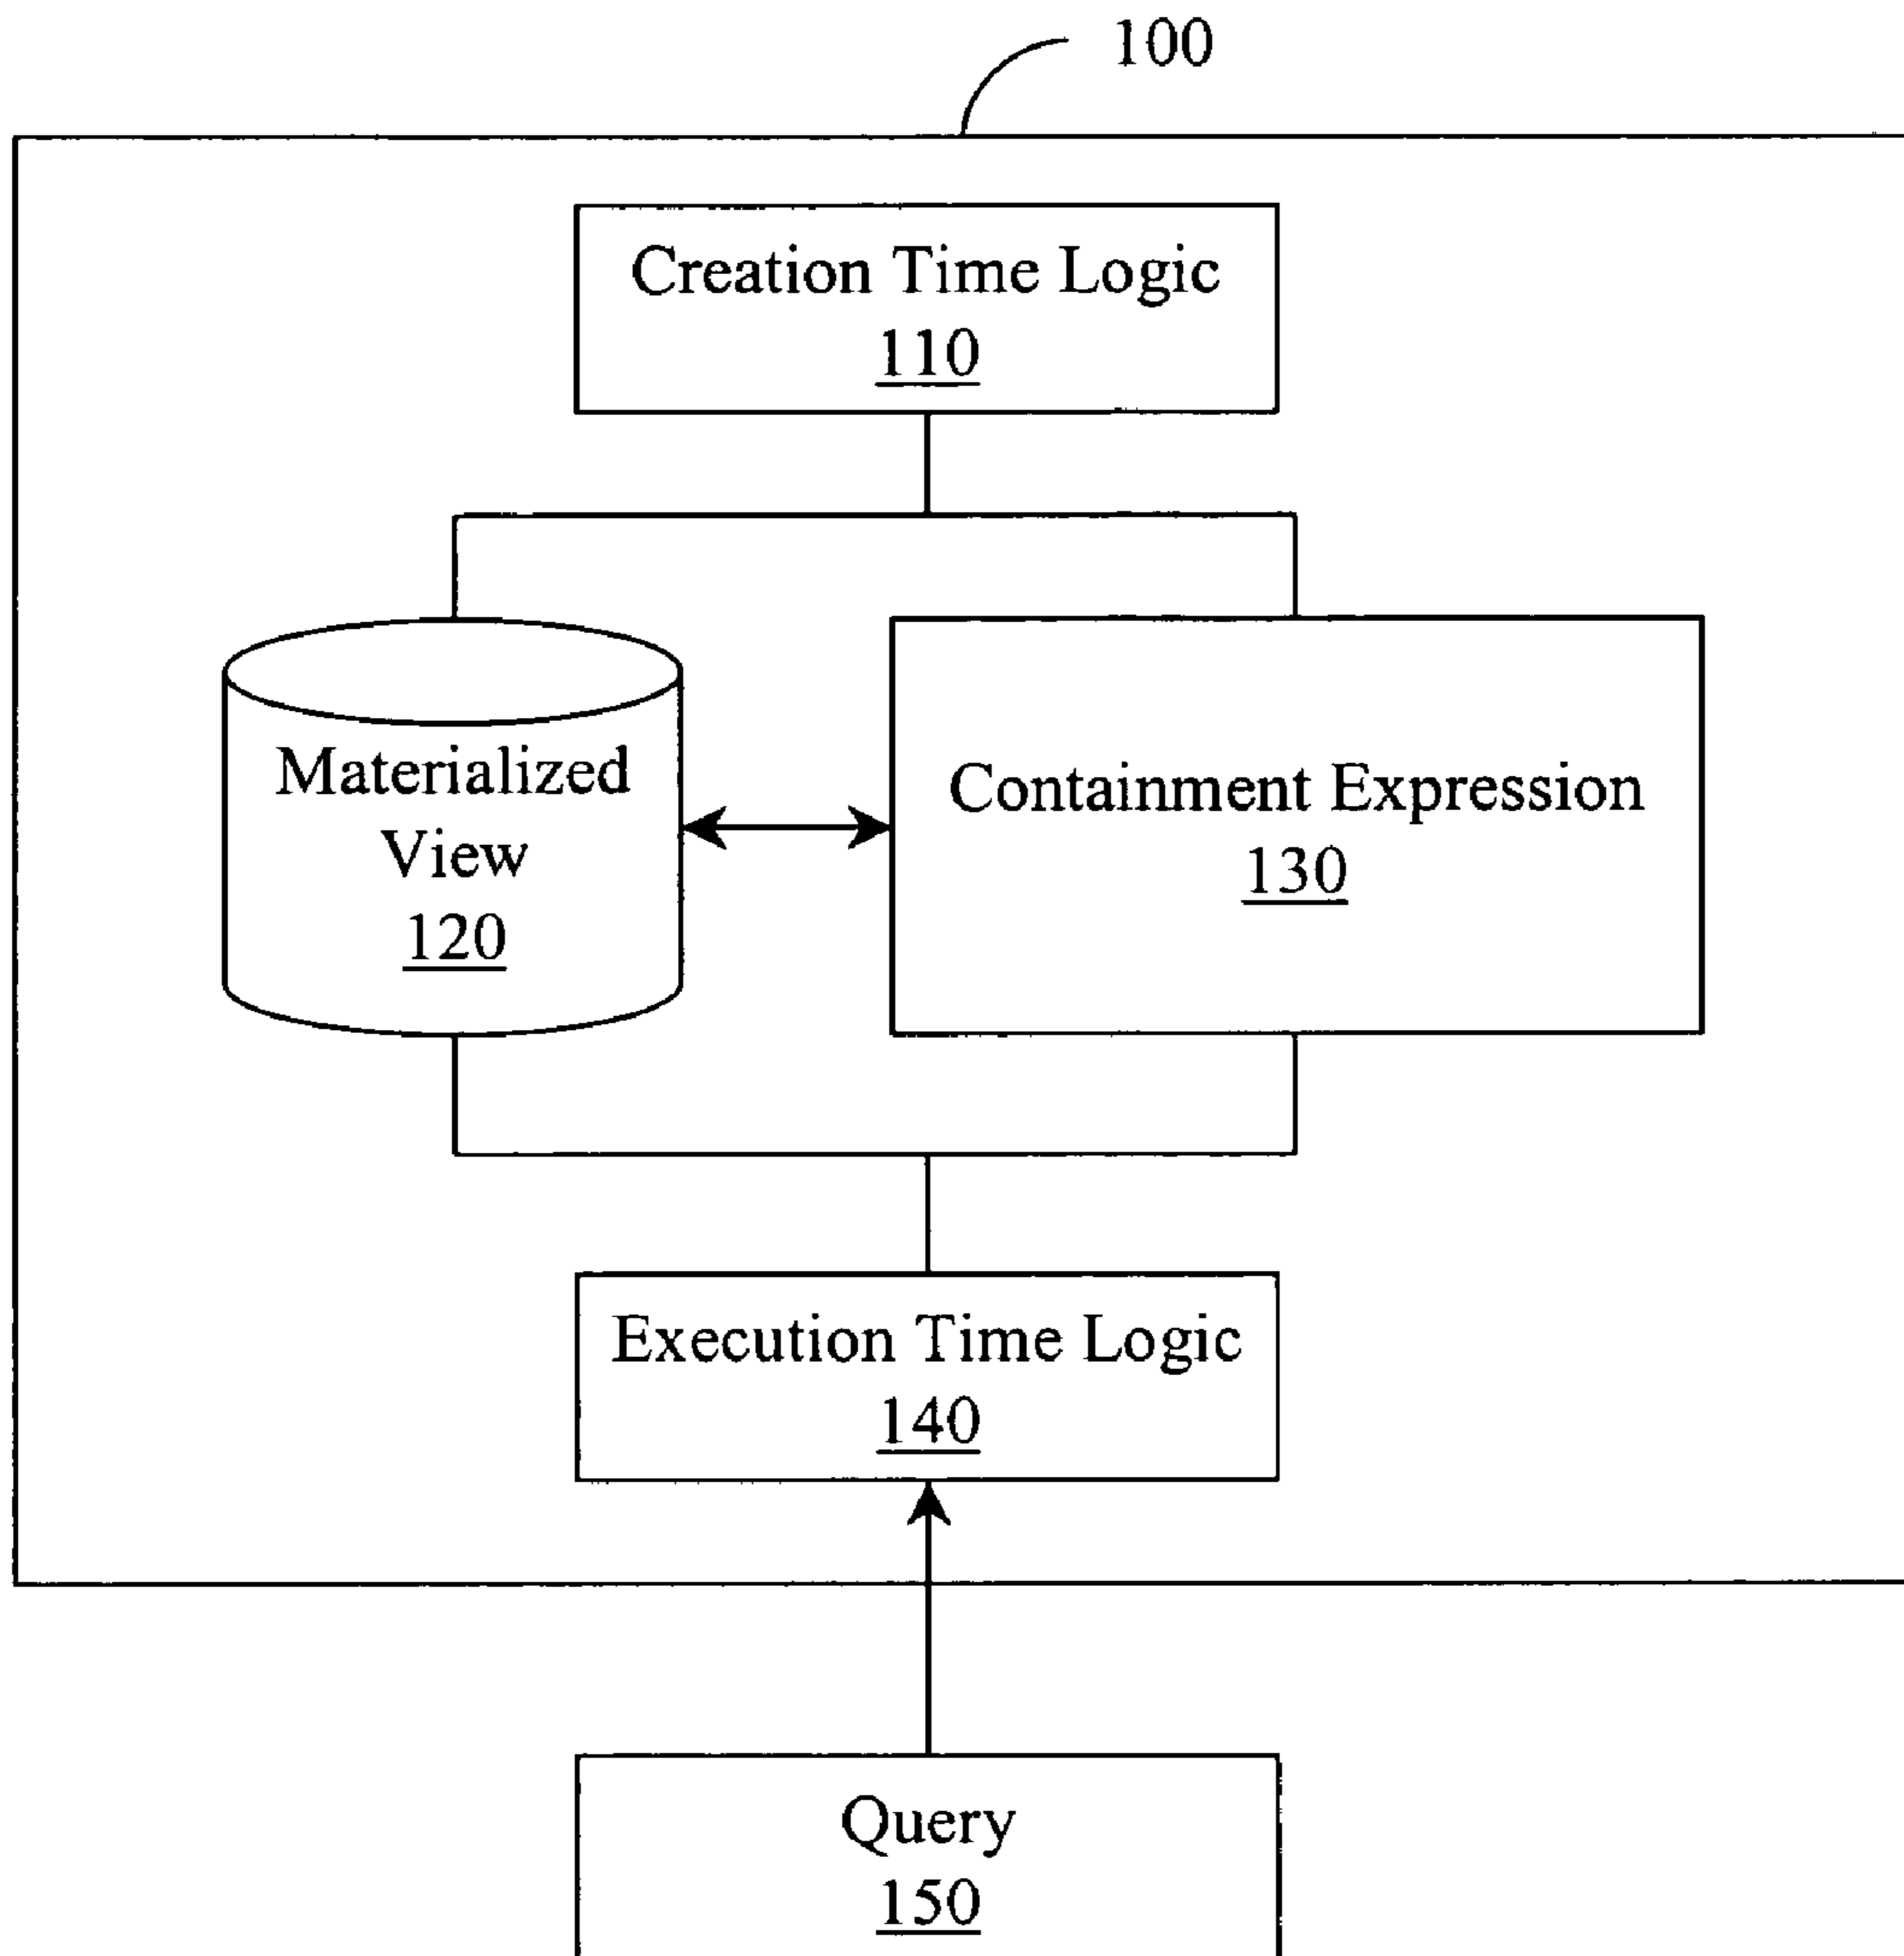 100
Creation Time Logic
110
Materialized
View
120
Containment Expression
130
Execution Time Logic
140
Query
150